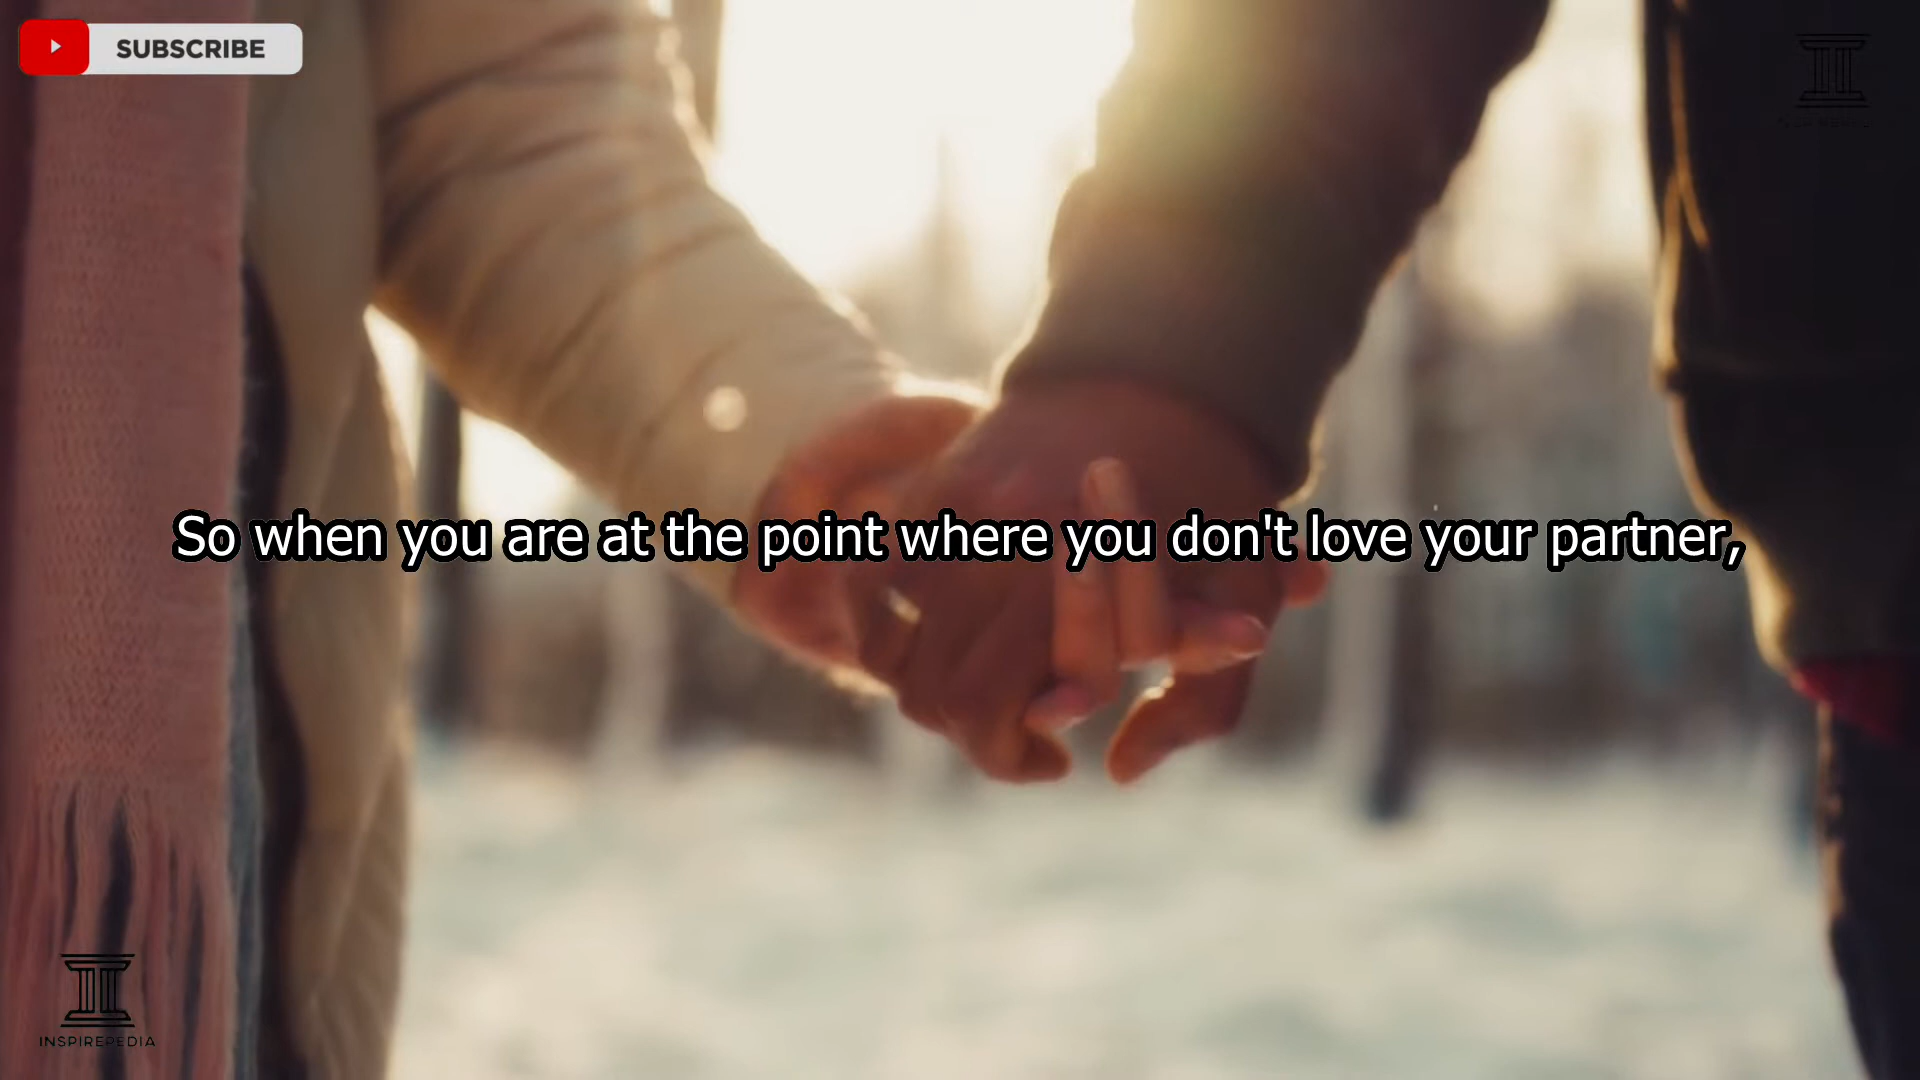 SUBSCRIBE
So when you are at the point where you don't love your partner,
INSPIREPEDIA